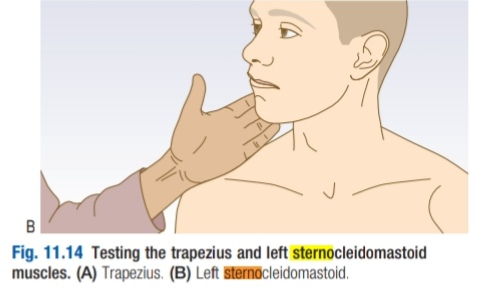 B
Fig. 11.14 Testing the trapezius and left sternocleidomastoid
muscles. (A) Trapezius. (B) Left sternocleidomastoid.